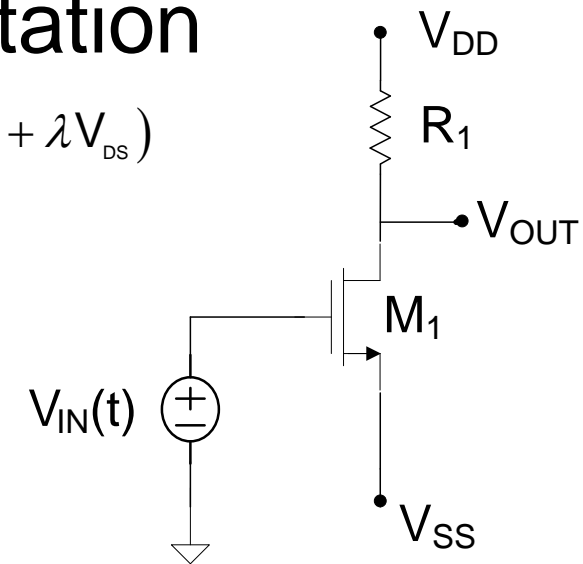 tation
+ λV_DS)
V_DD
R_1
V_OUT
M_1
V_IN(t)
+
−
V_SS